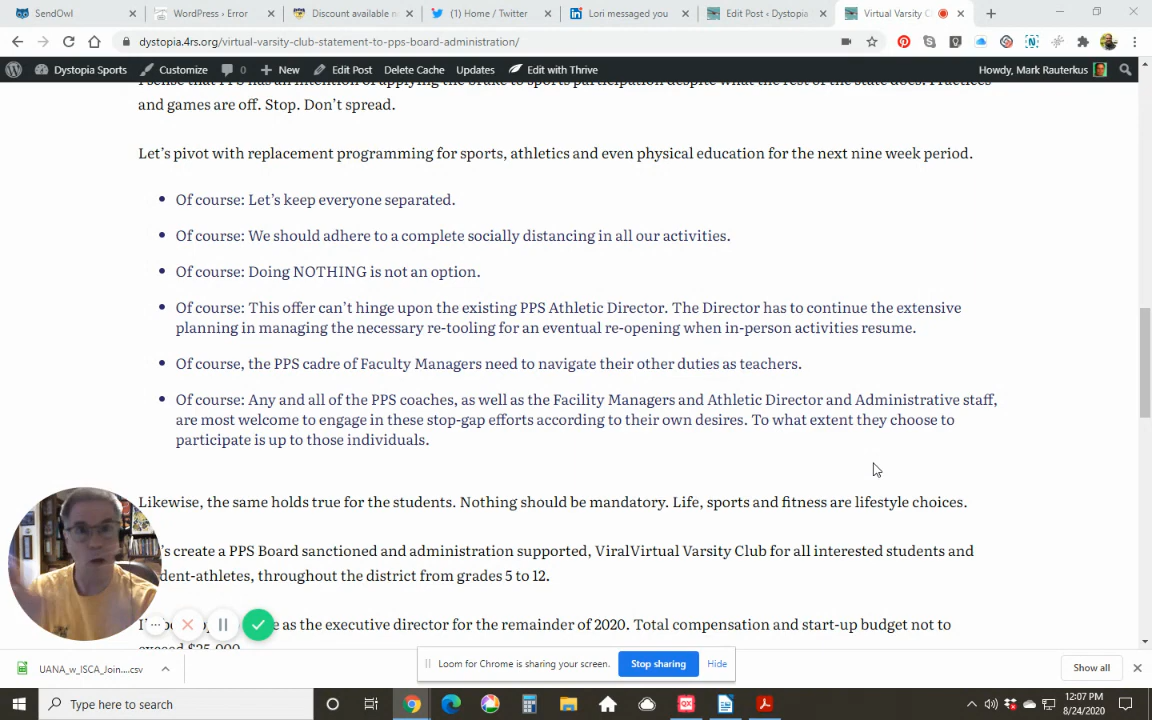 SendOwl
WordPress › Error
Discount available n
(1) Home / Twitter
Lori messaged you
Edit Post ‹ Dystopia
Virtual Varsity C
dystopia.4rs.org/virtual-varsity-club-statement-to-pps-board-administration/
Dystopia Sports
Customize
New
Edit Post
Delete Cache
Updates
Edit with Thrive
Howdy, Mark Rauterkus
and games are off. Stop. Don’t spread.
Let’s pivot with replacement programming for sports, athletics and even physical education for the next nine week period.
• Of course: Let’s keep everyone separated.
• Of course: We should adhere to a complete socially distancing in all our activities.
• Of course: Doing NOTHING is not an option.
• Of course: This offer can’t hinge upon the existing PPS Athletic Director. The Director has to continue the extensive
planning in managing the necessary re-tooling for an eventual re-opening when in-person activities resume.
• Of course, the PPS cadre of Faculty Managers need to navigate their other duties as teachers.
• Of course: Any and all of the PPS coaches, as well as the Facility Managers and Athletic Director and Administrative staff,
are most welcome to engage in these stop-gap efforts according to their own desires. To what extent they choose to
participate is up to those individuals.
Likewise, the same holds true for the students. Nothing should be mandatory. Life, sports and fitness are lifestyle choices.
create a PPS Board sanctioned and administration supported, ViralVirtual Varsity Club for all interested students and
dent-athletes, throughout the district from grades 5 to 12.
as the executive director for the remainder of 2020. Total compensation and start-up budget not to
exceed $25,000
Loom for Chrome is sharing your screen.
Stop sharing
Hide
UANA_w_ISCA_Join....csv
Show all
Type here to search
12:07 PM
8/24/2020